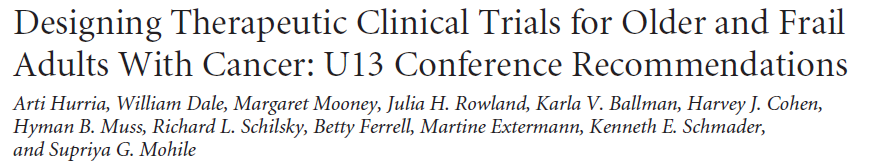 Designing Therapeutic Clinical Trials for Older and Frail
Adults With Cancer: U13 Conference Recommendations
Arti Hurria, William Dale, Margaret Mooney, Julia H. Rowland, Karla V. Ballman, Harvey J. Cohen,
Hyman B. Muss, Richard L. Schilsky, Betty Ferrell, Martine Extermann, Kenneth E. Schmader,
and Supriya G. Mohile